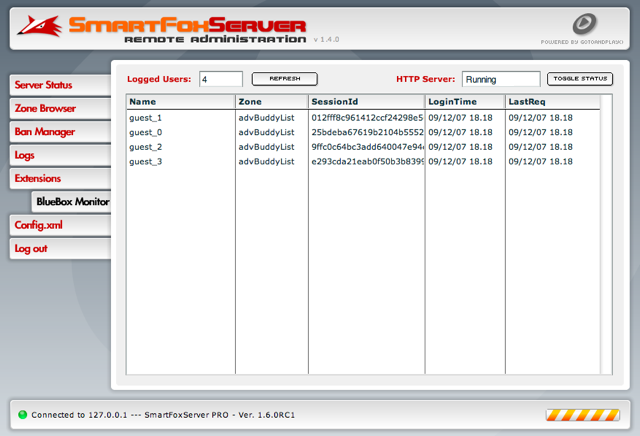 SMARTFOXSERVER
REMOTE ADMINISTRATION v 1.4.0
POWERED BY GOTOANDPLAY()
Server Status
Zone Browser
Ban Manager
Logs
Extensions
BlueBox Monitor
Config.xml
Log out
Logged Users: 4 REFRESH HTTP Server: Running TOGGLE STATUS
Name Zone SessionId LoginTime LastReq
guest_1 advBuddyList 012fff8c961412ccf24298e5 09/12/07 18.18 09/12/07 18.18
guest_0 advBuddyList 25bdeba67619b2104b5552 09/12/07 18.18 09/12/07 18.18
guest_2 advBuddyList 9ffc0c64bc3add640047e94 09/12/07 18.18 09/12/07 18.18
guest_3 advBuddyList e293cda21eab0f50b3b8399 09/12/07 18.18 09/12/07 18.18
Connected to 127.0.0.1 --- SmartFoxServer PRO - Ver. 1.6.0RC1